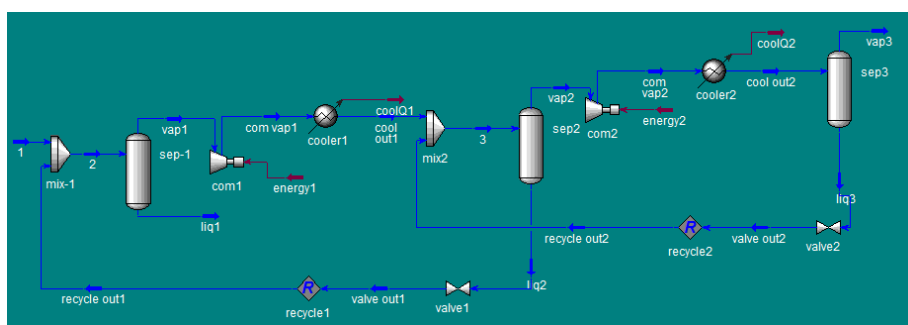 vap3
coolQ2
sep3
com
vap2
cooler2
cool out2
vap2
sep2
com2
energy2
vap1
com vap1
coolQ1
cooler1
cool
out1
mix2
3
1
2
mix-1
sep-1
com1
energy1
liq1
liq3
recycle out2
R
recycle2
valve out2
valve2
liq2
recycle out1
R
recycle1
valve out1
valve1